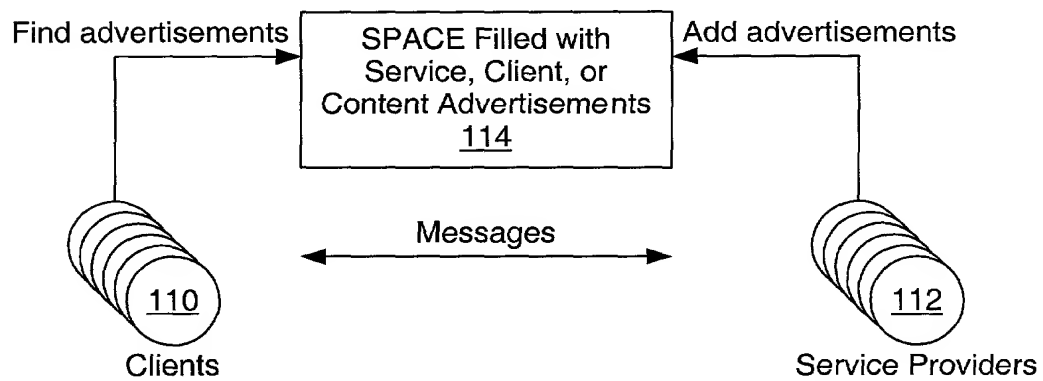 Find advertisements
SPACE Filled with
Service, Client, or
Content Advertisements
114
Add advertisements
Messages
110
Clients
112
Service Providers